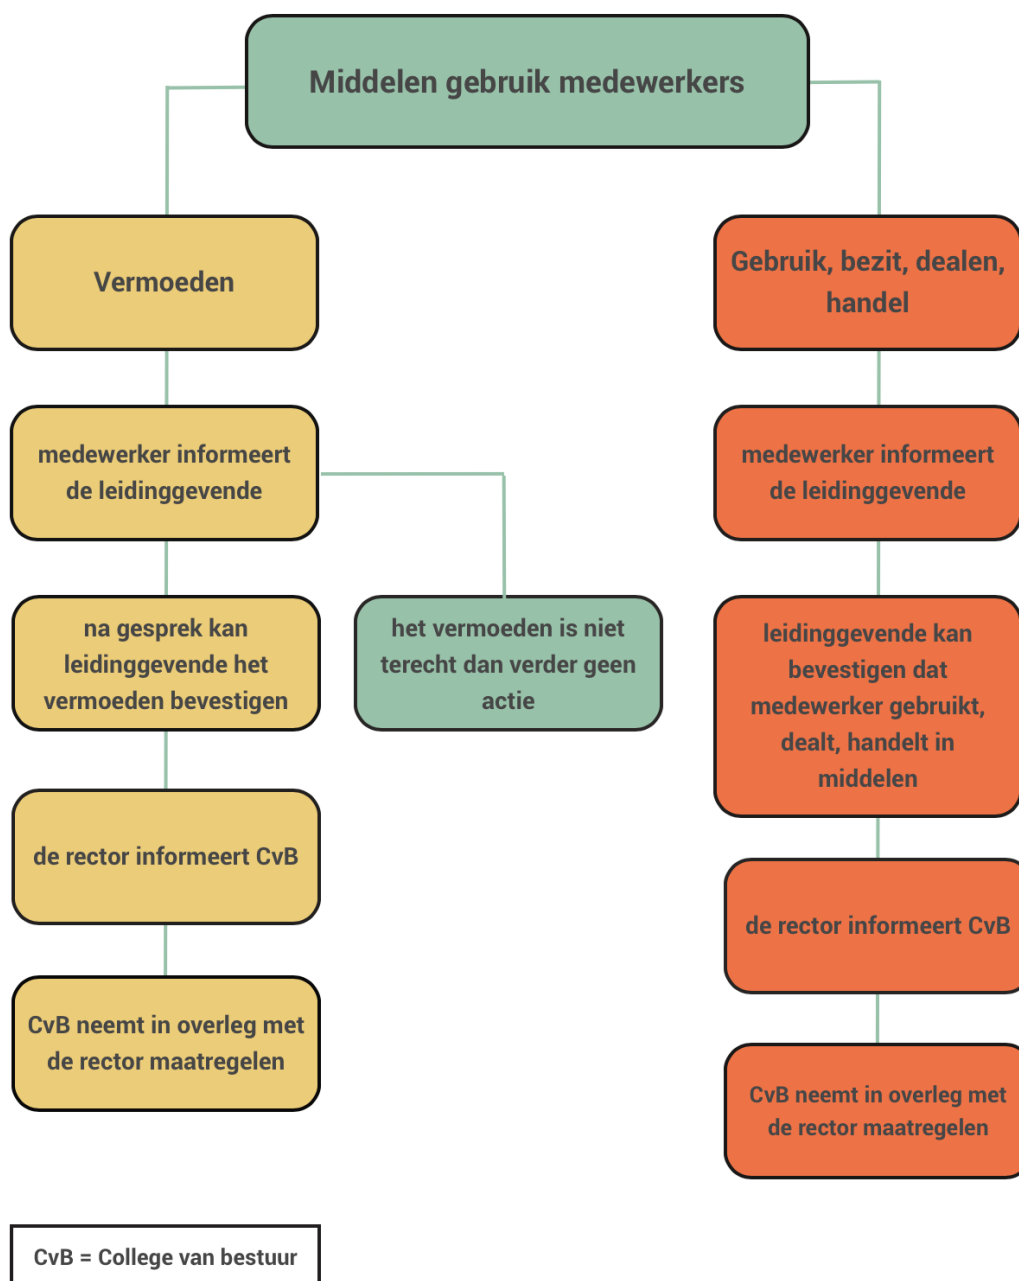 Middelen gebruik medewerkers
Vermoeden
medewerker informeert
de leidinggevende
na gesprek kan
leidinggevende het
vermoeden bevestigen
het vermoeden is niet
terecht dan verder geen
actie
de rector informeert CvB
CvB neemt in overleg met
de rector maatregelen
Gebruik, bezit, dealen,
handel
medewerker informeert
de leidinggevende
leidinggevende kan
bevestigen dat
medewerker gebruikt,
dealt, handelt in
middelen
de rector informeert CvB
CvB neemt in overleg met
de rector maatregelen
CvB = College van bestuur